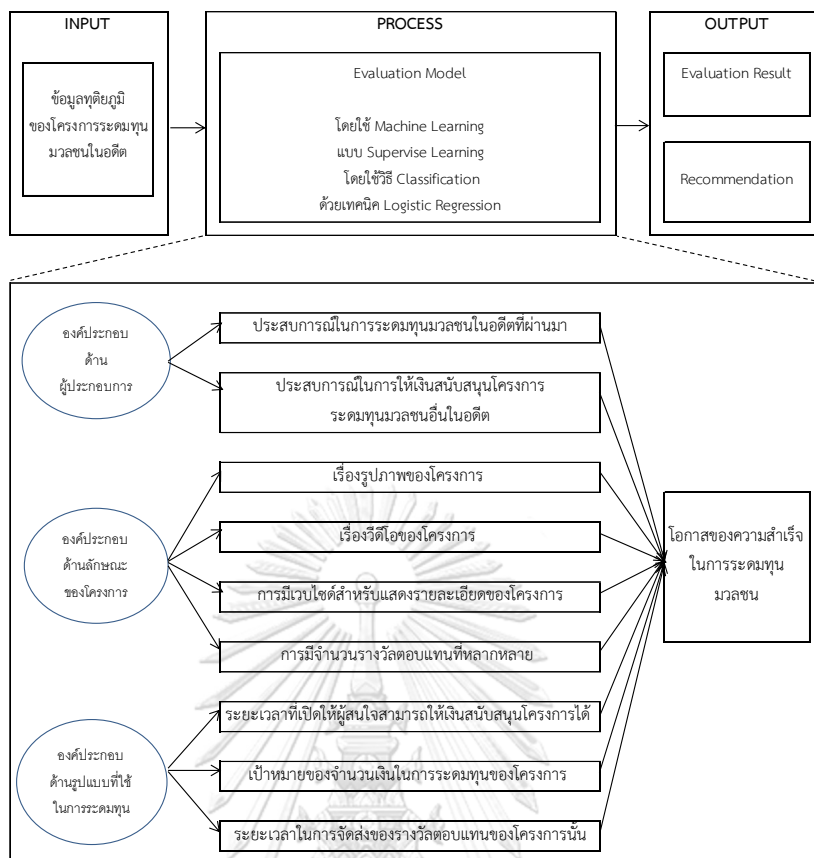 INPUT
ข้อมูลทุติยภูมิ
ของโครงการระดมทุน
มวลชนในอดีต
PROCESS
Evaluation Model
โดยใช้ Machine Learning
แบบ Supervise Learning
โดยใช้วิธี Classification
ด้วยเทคนิค Logistic Regression
OUTPUT
Evaluation Result
Recommendation
องค์ประกอบ
ด้าน
ผู้ประกอบการ
ประสบการณ์ในการระดมทุนมวลชนในอดีตที่ผ่านมา
ประสบการณ์ในการให้เงินสนับสนุนโครงการ
ระดมทุนมวลชนอื่นในอดีต
องค์ประกอบ
ด้านลักษณะ
ของโครงการ
เรื่องรูปภาพของโครงการ
เรื่องวีดีโอของโครงการ
การมีเวบไซด์สำหรับแสดงรายละเอียดของโครงการ
การมีจำนวนรางวัลตอบแทนที่หลากหลาย
องค์ประกอบ
ด้านรูปแบบที่ใช้
ในการระดมทุน
ระยะเวลาที่เปิดให้ผู้สนใจสามารถให้เงินสนับสนุนโครงการได้
เป้าหมายของจำนวนเงินในการระดมทุนของโครงการ
ระยะเวลาในการจัดส่งของรางวัลตอบแทนของโครงการนั้น
โอกาสของความสำเร็จ
ในการระดมทุน
มวลชน